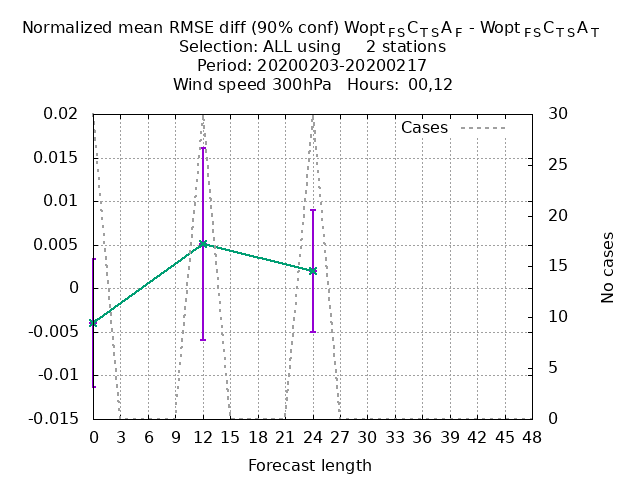 Normalized mean RMSE diff (90% conf) Wopt FS C TS A F - Wopt FS C TS A T
Selection: ALL using 2 stations
Period: 20200203-20200217
Wind speed 300hPa Hours: 00,12
Cases
0.02
0.015
0.01
0.005
0
-0.005
-0.01
-0.015
30
25
20
15
10
5
0
No cases
0 3 6 9 12 15 18 21 24 27 30 33 36 39 42 45 48
Forecast length